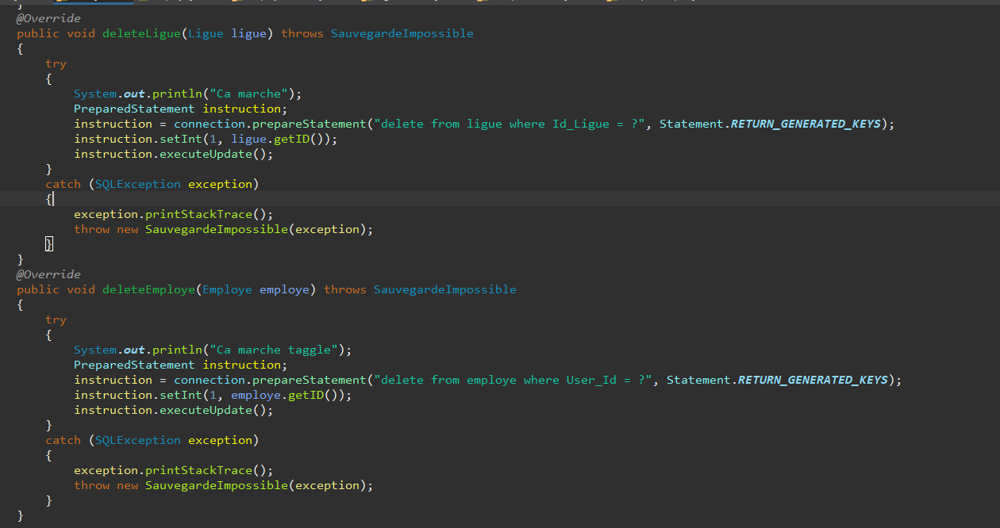 }
@Override
public void deleteLigue(Ligue ligue) throws SauvegardeImpossible
{
    try
    {
        System.out.println("Ca marche");
        PreparedStatement instruction;
        instruction = connection.prepareStatement("delete from ligue where Id_Ligue = ?", Statement.RETURN_GENERATED_KEYS);
        instruction.setInt(1, ligue.getID());
        instruction.executeUpdate();
    }
    catch (SQLException exception)
    {
        exception.printStackTrace();
        throw new SauvegardeImpossible(exception);
    }
}
@Override
public void deleteEmploye(Employe employe) throws SauvegardeImpossible
{
    try
    {
        System.out.println("Ca marche taggle");
        PreparedStatement instruction;
        instruction = connection.prepareStatement("delete from employe where User_Id = ?", Statement.RETURN_GENERATED_KEYS);
        instruction.setInt(1, employe.getID());
        instruction.executeUpdate();
    }
    catch (SQLException exception)
    {
        exception.printStackTrace();
        throw new SauvegardeImpossible(exception);
    }
}